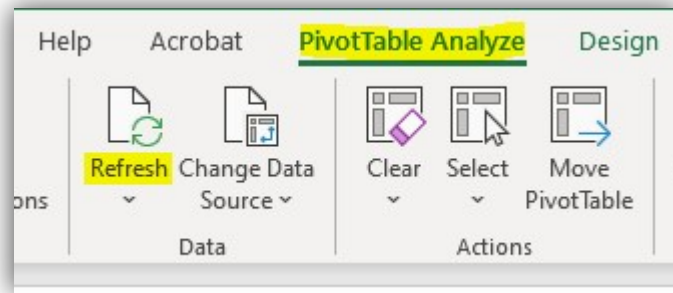 Help Acrobat PivotTable Analyze Design
Refresh Change Data Clear Select Move
ons Source PivotTable
Data Actions